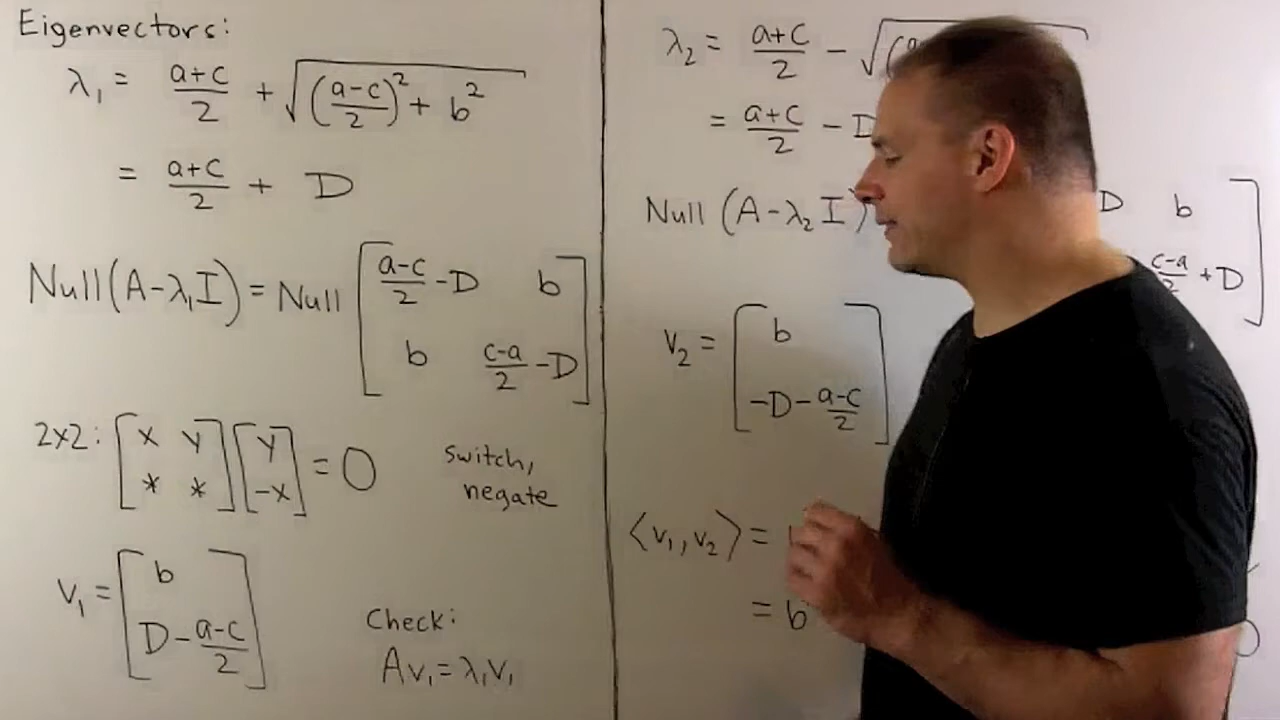 Eigenvectors:
λ₁ = (a+c)/2 + √(((a-c)/2)² + b²)
= (a+c)/2 + D
Null(A-λ₁I) = Null [(a-c)/2 -D b
b (c-a)/2 -D]
2x2: [x y
* *] [y
-x] = 0
switch,
negate
v₁ = [b
D - (a-c)/2]
Check:
Av₁ = λ₁v₁
λ₂ = (a+c)/2 - √((a
= (a+c)/2 - D
Null (A-λ₂I)
D b
(c-a)/2 +D]
v₂ = [b
-D - (a-c)/2]
⟨v₁, v₂⟩ =
= b